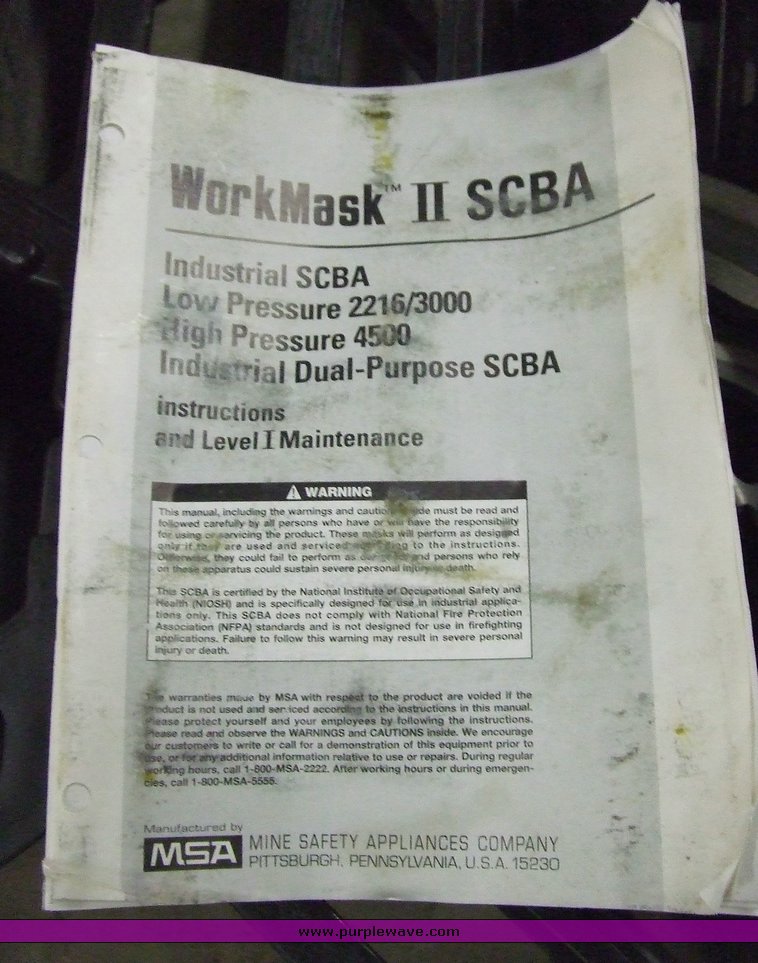 WorkMask™ II SCBA
Industrial SCBA
Low Pressure 2216/3000
High Pressure 4500
Industrial Dual-Purpose SCBA
instructions
and Level I Maintenance
WARNING
This manual, including the warnings and cautions inside must be read and
followed carefully by all persons who have or will have the responsibility
for using or servicing the product. These masks will perform as designed
only if they are used and serviced according to the instructions.
Otherwise, they could fail to perform as designed and persons who rely
on these apparatus could sustain severe personal injury or death.
This SCBA is certified by the National Institute of Occupational Safety and
Health (NIOSH) and is specifically designed for use in industrial applica-
tions only. This SCBA does not comply with National Fire Protection
Association (NFPA) standards and is not designed for use in firefighting
applications. Failure to follow this warning may result in severe personal
injury or death.
The warranties made by MSA with respect to the product are voided if the
product is not used and serviced according to the instructions in this manual.
Please protect yourself and your employees by following the instructions.
Please read and observe the WARNINGS and CAUTIONS inside. We encourage
our customers to write or call for a demonstration of this equipment prior to
use, or for any additional information relative to use or repairs. During regular
working hours, call 1-800-MSA-2222. After working hours or during emergen-
cies, call 1-800-MSA-5555.
Manufactured by
MSA MINE SAFETY APPLIANCES COMPANY
PITTSBURGH, PENNSYLVANIA, U.S.A. 15230
www.purplewave.com